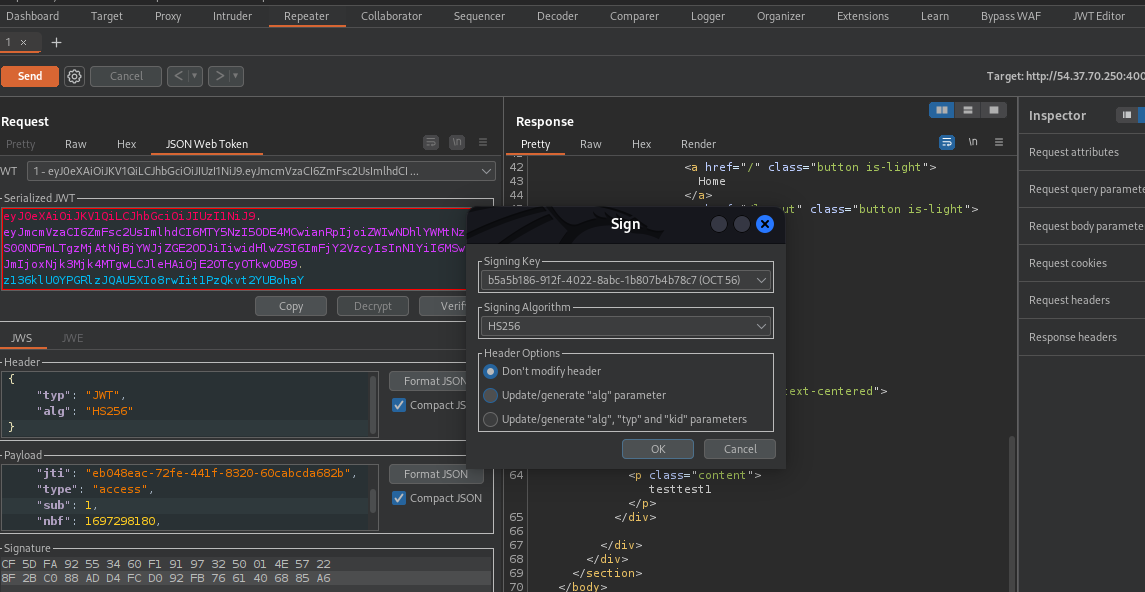 Dashboard Target Proxy Intruder Repeater Collaborator Sequencer Decoder Comparer Logger Organizer Extensions Learn Bypass WAF JWT Editor
1 × +
Send Cancel < >
Target: http://54.37.70.250:400
Request
Pretty Raw Hex JSON Web Token \n
WT 1 - eyJ0eXAiOiJKV1QiLCJhbGciOiJIUzI1NiJ9.eyJmcmVzaCI6ZmFsc2UsImlhdCI ...
Serialized JWT
eyJ0eXAiOiJKV1QiLCJhbGciOiJIUzI1NiJ9.
Copy Decrypt Verif
JWS JWE
Header
{
"typ": "JWT",
"alg": "HS256"
}
Format JSON
Compact JS
Payload
"jti": "eb048eac-72fe-441f-8320-60cabcda682b",
"type": "access",
"sub": 1,
"nbf": 1697298180,
Format JSON
Compact JSON
Signature
CF 5D FA 92 55 34 60 F1 91 97 32 50 01 4E 57 22
8F 2B C0 88 AD D4 FC D0 92 FB 76 61 40 68 85 A6
Response
Pretty Raw Hex Render \n
42 <a href="/" class="button is-light">
43 Home
44 </a>
out" class="button is-light">
ext-centered">
64 <p class="content">
testtest1
</p>
65 </div>
66
67 </div>
68 </div>
69 </section>
70 </body>
Sign
Signing Key
b5a5b186-912f-4022-8abc-1b807b4b78c7 (OCT 56)
Signing Algorithm
HS256
Header Options
Don't modify header
Update/generate "alg" parameter
Update/generate "alg", "typ" and "kid" parameters
OK Cancel
Inspector
Request attributes
Request query paramete
Request body paramete
Request cookies
Request headers
Response headers